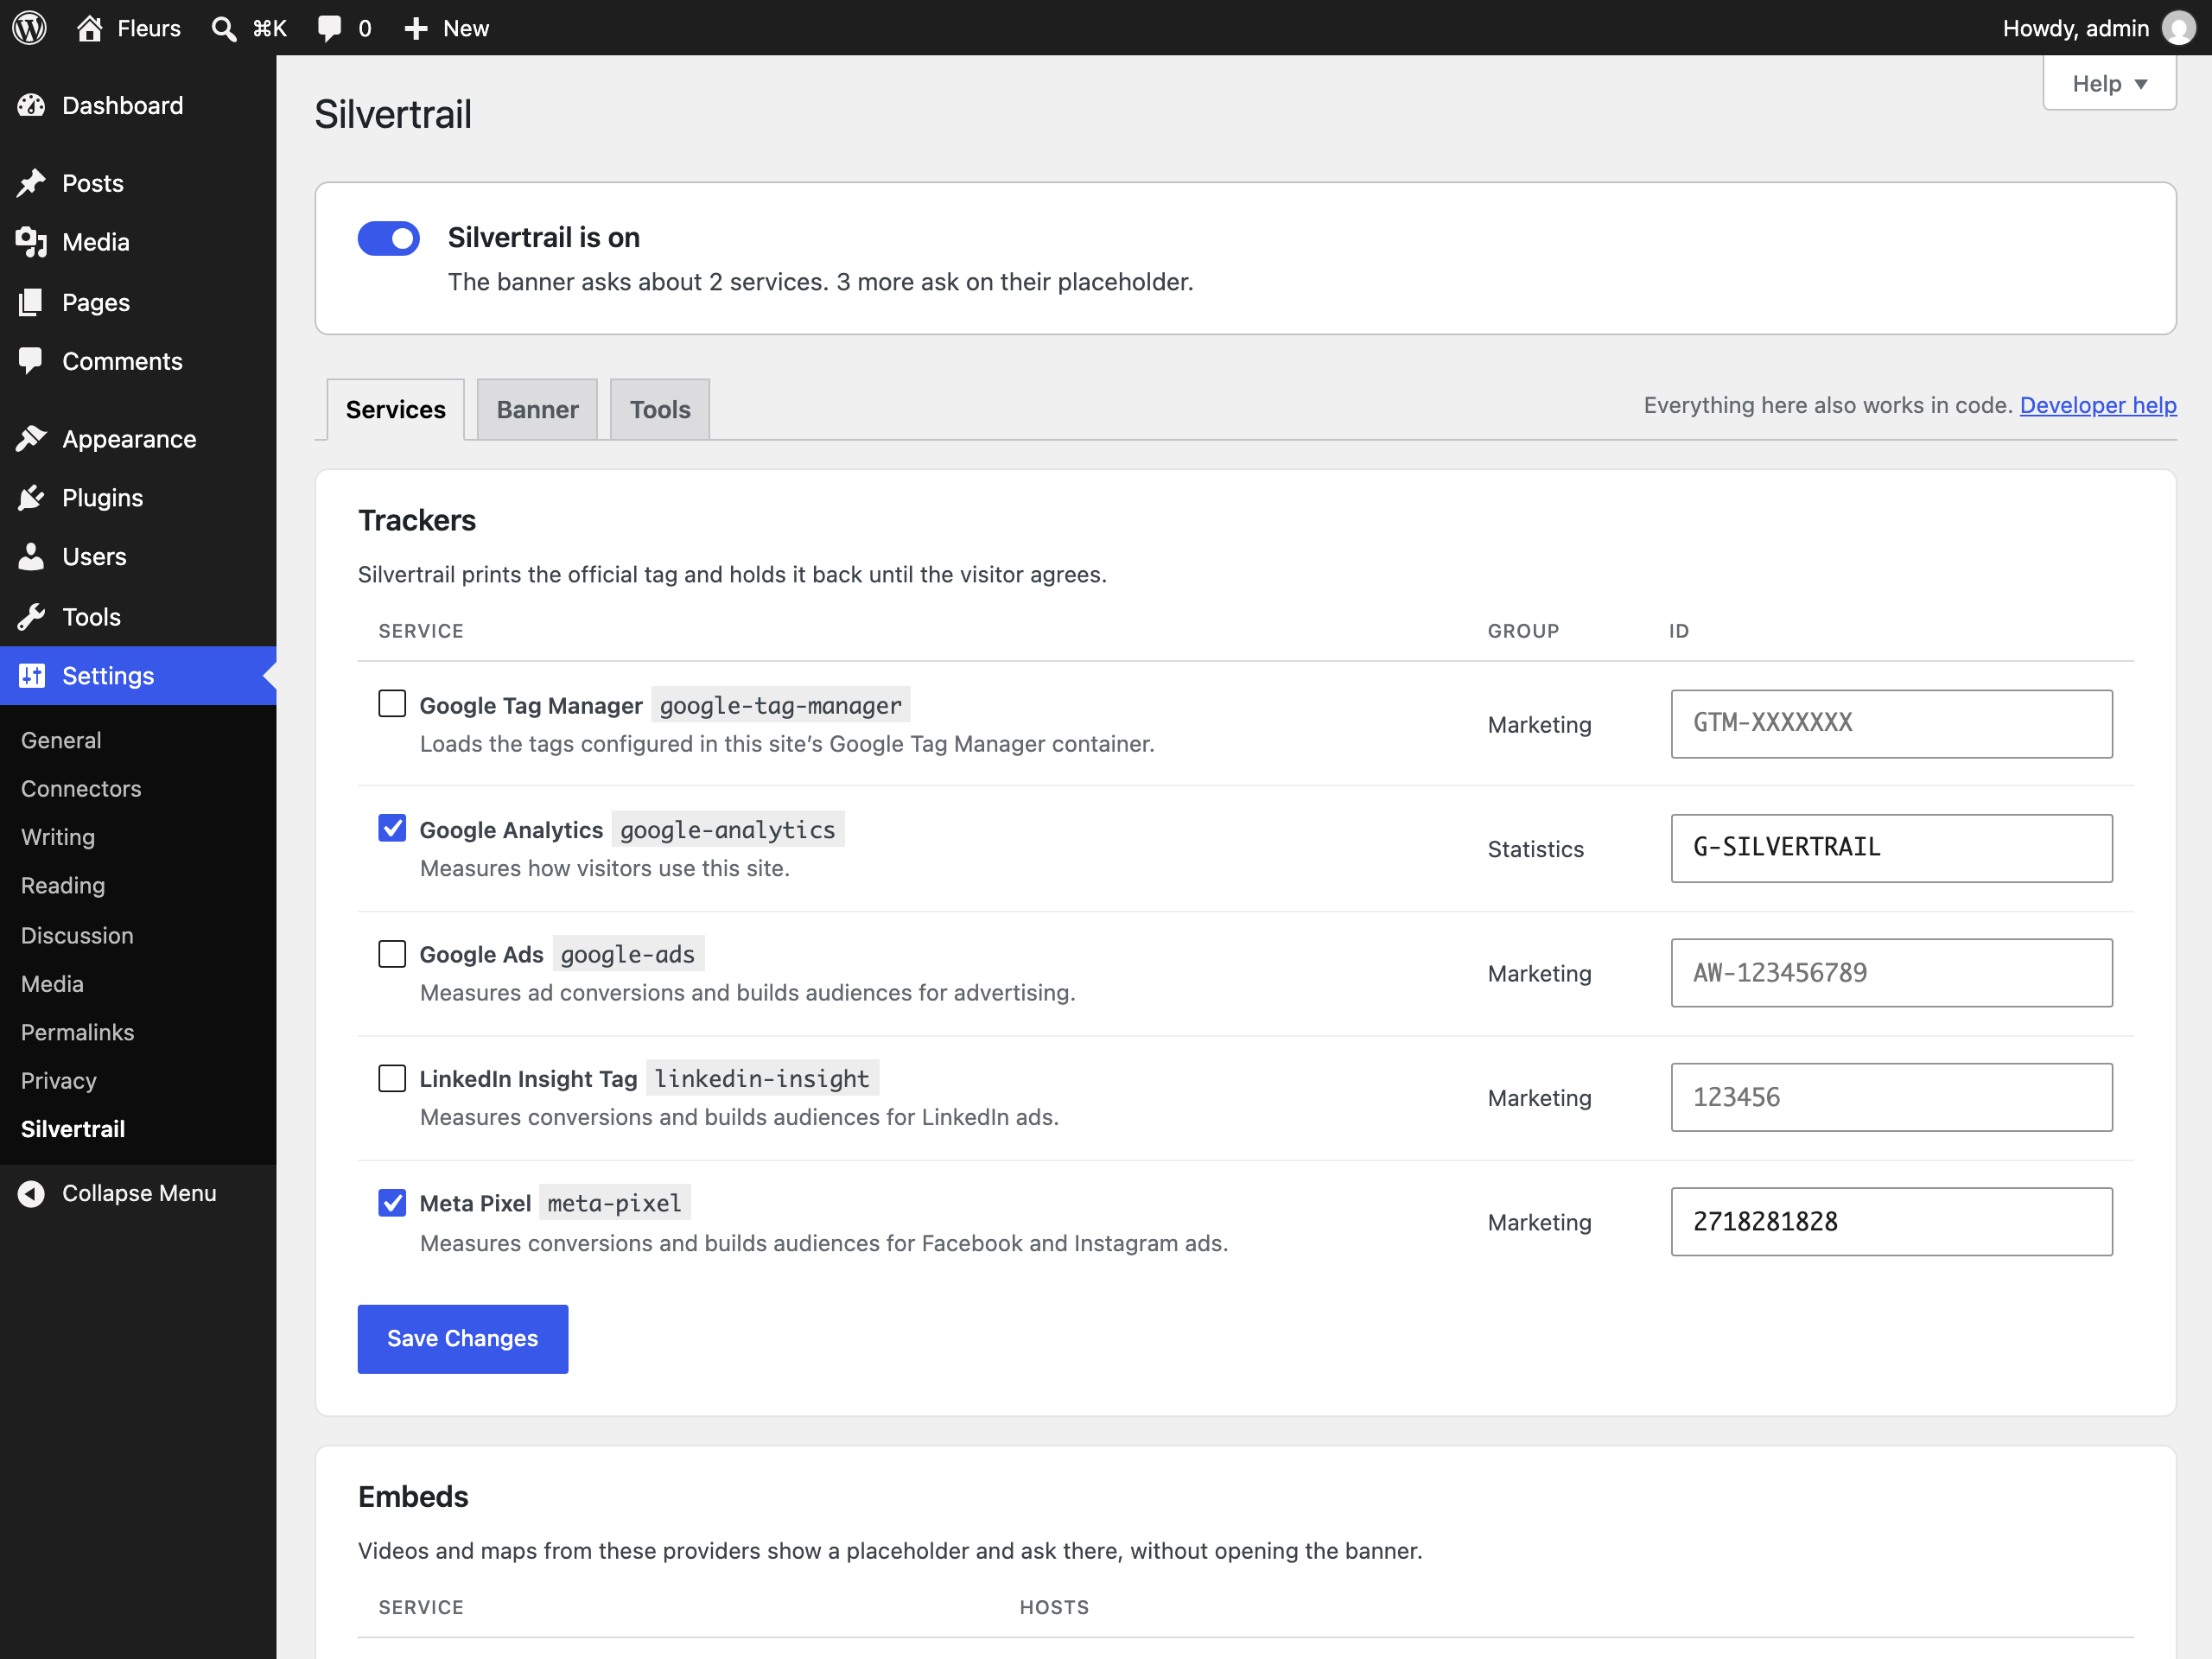 Fleurs
⌘K
0
New
Howdy, admin
Help
Dashboard
Posts
Media
Pages
Comments
Appearance
Plugins
Users
Tools
Settings
General
Connectors
Writing
Reading
Discussion
Media
Permalinks
Privacy
Silvertrail
Collapse Menu
Silvertrail
Silvertrail is on
The banner asks about 2 services. 3 more ask on their placeholder.
Services
Banner
Tools
Everything here also works in code. Developer help
Trackers
Silvertrail prints the official tag and holds it back until the visitor agrees.
SERVICE GROUP ID
Google Tag Manager google-tag-manager
Loads the tags configured in this site’s Google Tag Manager container.
Marketing
GTM-XXXXXXX
Google Analytics google-analytics
Measures how visitors use this site.
Statistics
G-SILVERTRAIL
Google Ads google-ads
Measures ad conversions and builds audiences for advertising.
Marketing
AW-123456789
LinkedIn Insight Tag linkedin-insight
Measures conversions and builds audiences for LinkedIn ads.
Marketing
123456
Meta Pixel meta-pixel
Measures conversions and builds audiences for Facebook and Instagram ads.
Marketing
2718281828
Save Changes
Embeds
Videos and maps from these providers show a placeholder and ask there, without opening the banner.
SERVICE HOSTS